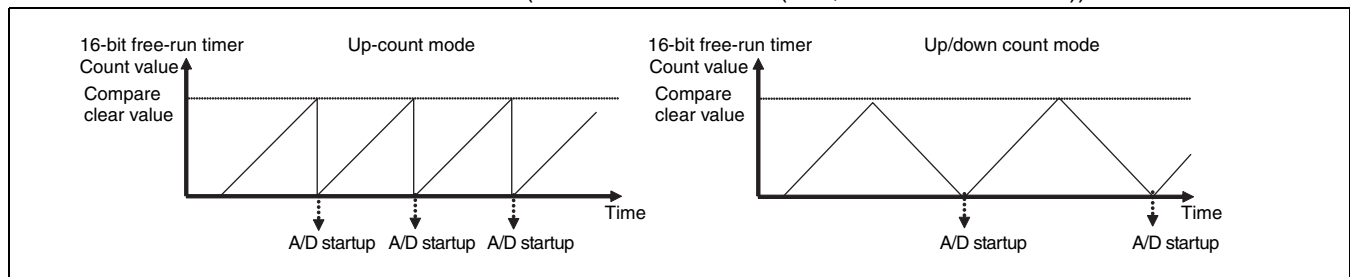 16-bit free-run timer
Count value
Up-count mode
Compare
clear value
Time
A/D startup A/D startup A/D startup
16-bit free-run timer
Count value
Up/down count mode
Compare
clear value
Time
A/D startup A/D startup